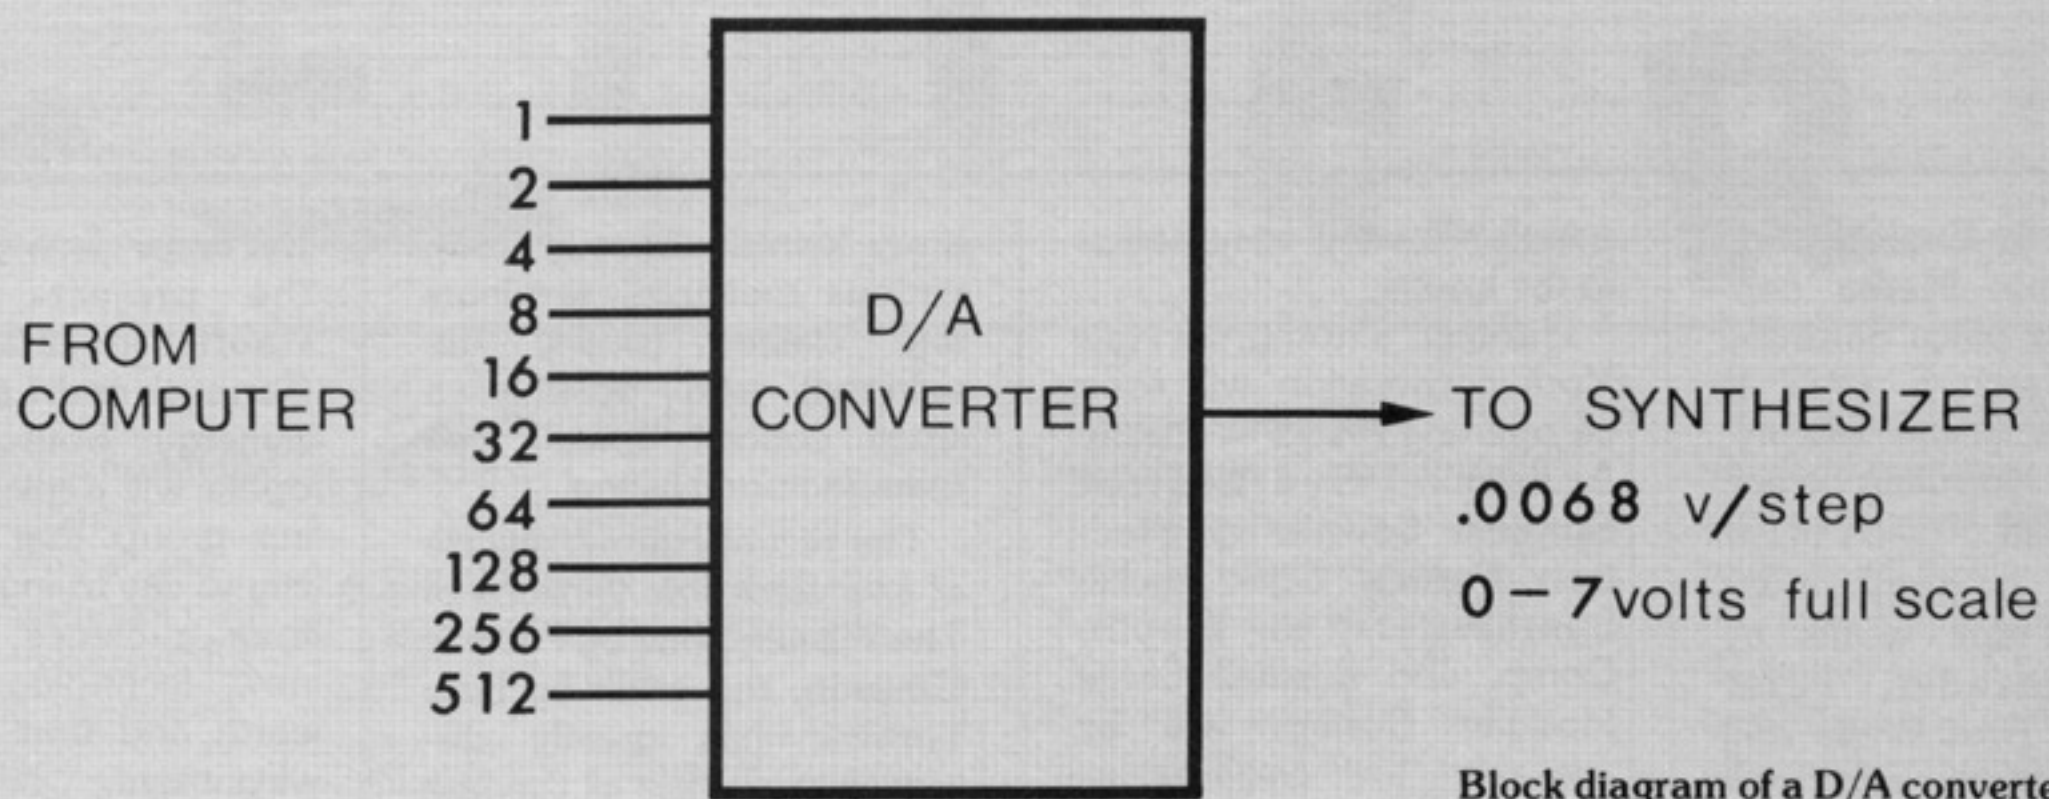 1
2
4
8
16
32
64
128
256
512
FROM
COMPUTER
D/A
CONVERTER
TO SYNTHESIZER
.0068 v/step
0–7 volts full scale
Block diagram of a D/A